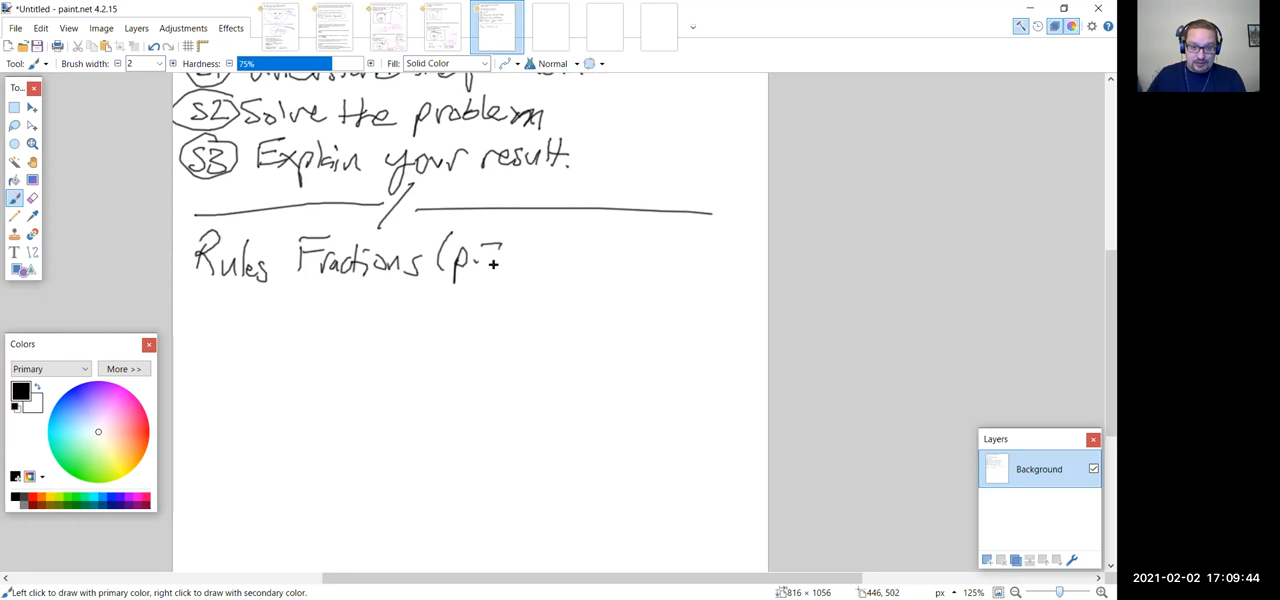 *Untitled - paint.net 4.2.15
File Edit View Image Layers Adjustments Effects
Tool: Brush width: 2 Hardness: 75% Fill: Solid Color Normal
To...
S2 Solve the problem
S3 Explain your result.
Rules Fractions (p.7
Colors
Primary More >>
Layers
Background
2021-02-02 17:09:44
Left click to draw with primary color, right click to draw with secondary color. 816 × 1056 446, 502 px 125%